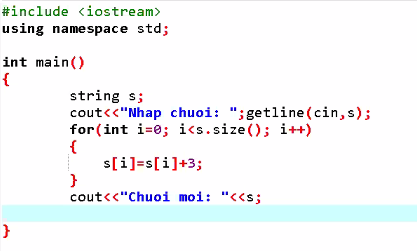 #include <iostream>
using namespace std;
int main()
{
string s;
cout<<"Nhap chuoi: ";getline(cin,s);
for(int i=0; i<s.size(); i++)
{
s[i]=s[i]+3;
}
cout<<"Chuoi moi: "<<s;
}